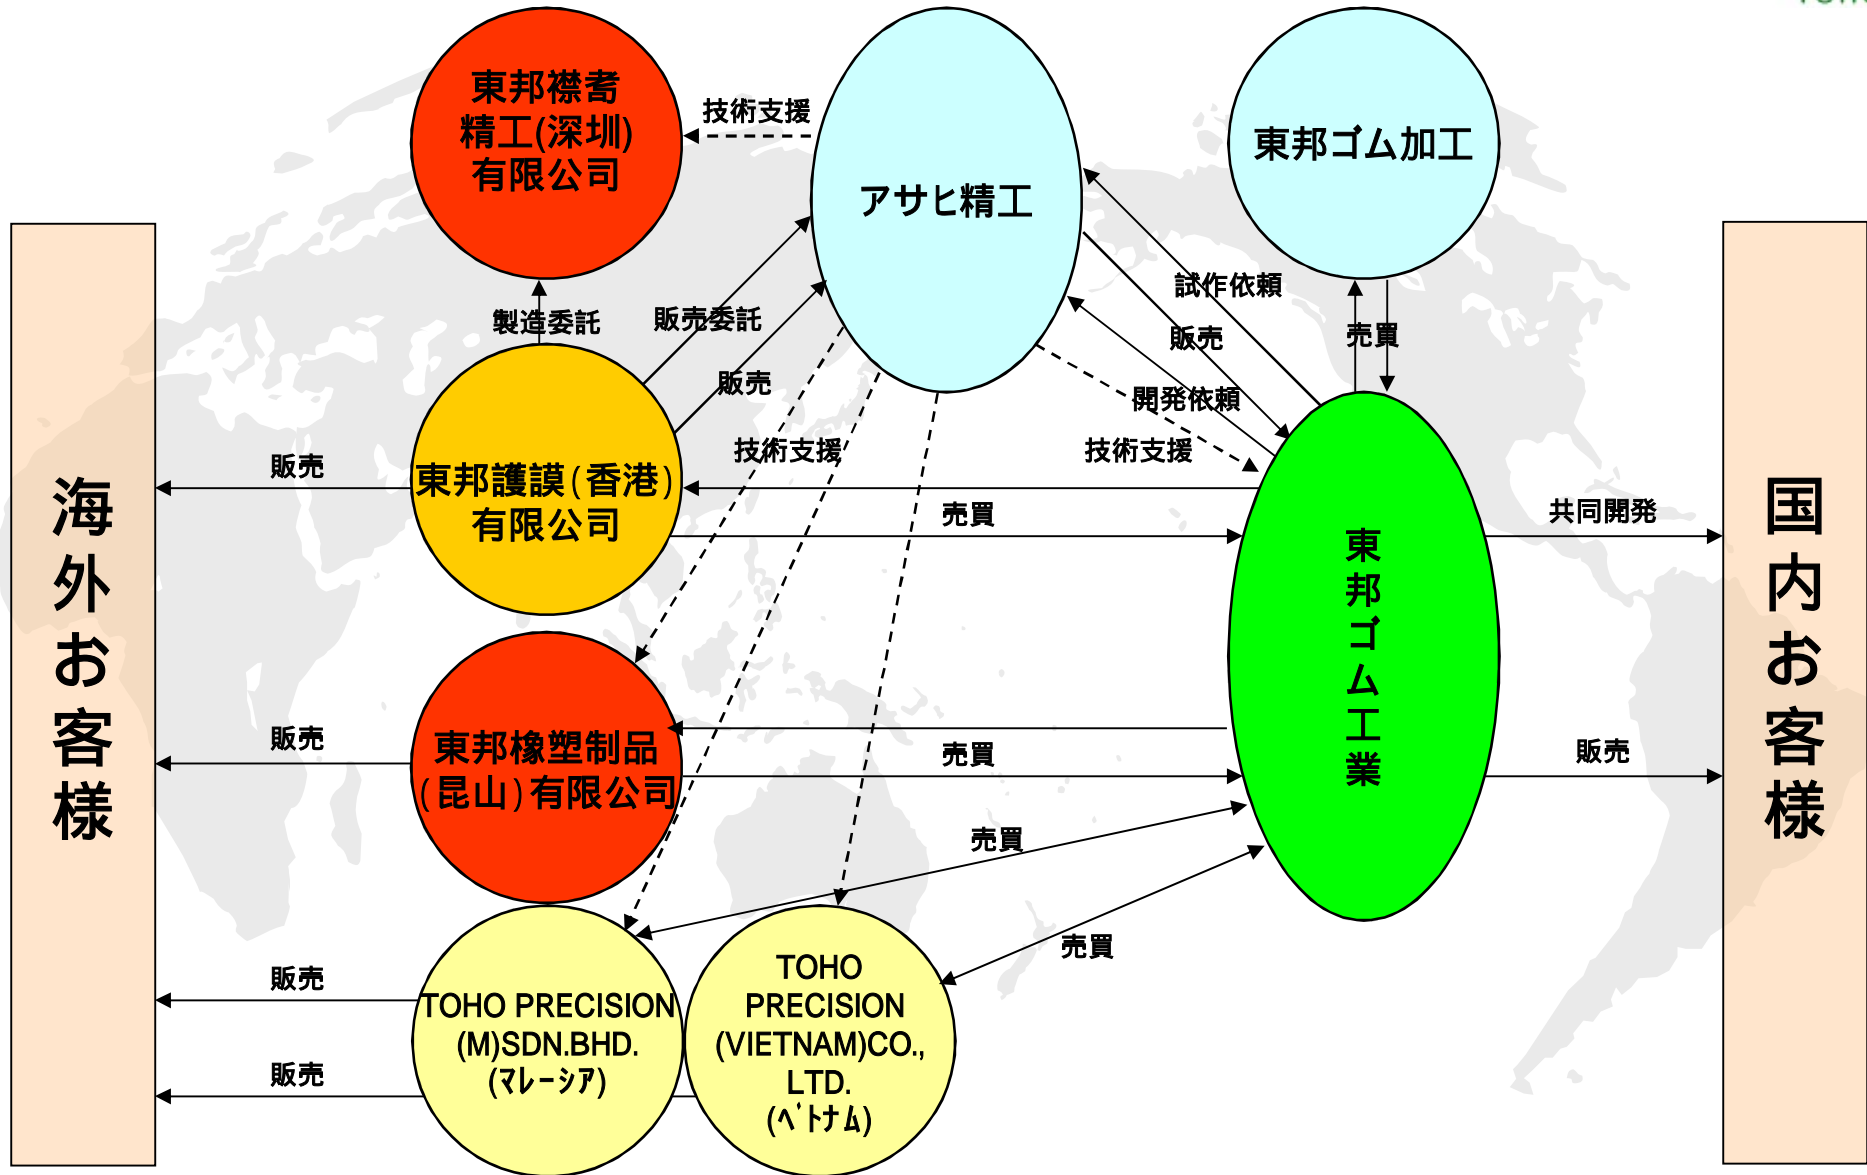 東邦襟耆
精工(深圳)
有限公司
技術支援
アサヒ精工
東邦ゴム加工
製造委託
販売委託
販売
試作依頼
販売
売買
開発依頼
技術支援
技術支援
販売
東邦護謨(香港)
有限公司
売買
共同開発
海外お客様
国内お客様
東邦ゴム工業
販売
東邦橡塑制品
(昆山)有限公司
売買
販売
売買
売買
販売
TOHO PRECISION
(M)SDN.BHD.
(マレーシア)
販売
TOHO
PRECISION
(VIETNAM)CO.,
LTD.
(ベトナム)